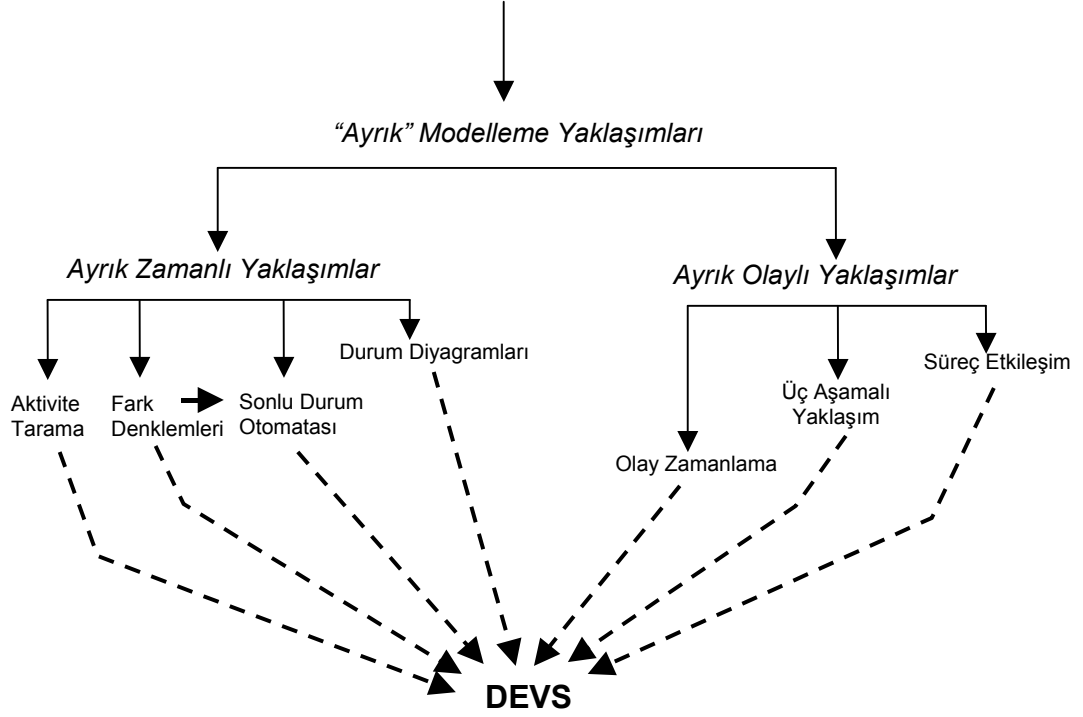 “Ayrık” Modelleme Yaklaşımları
Ayrık Zamanlı Yaklaşımlar
Ayrık Olaylı Yaklaşımlar
Durum Diyagramları
Süreç Etkileşim
Aktivite
Tarama
Fark
Denklemleri
Sonlu Durum
Otomatası
Üç Aşamalı
Yaklaşım
Olay Zamanlama
DEVS